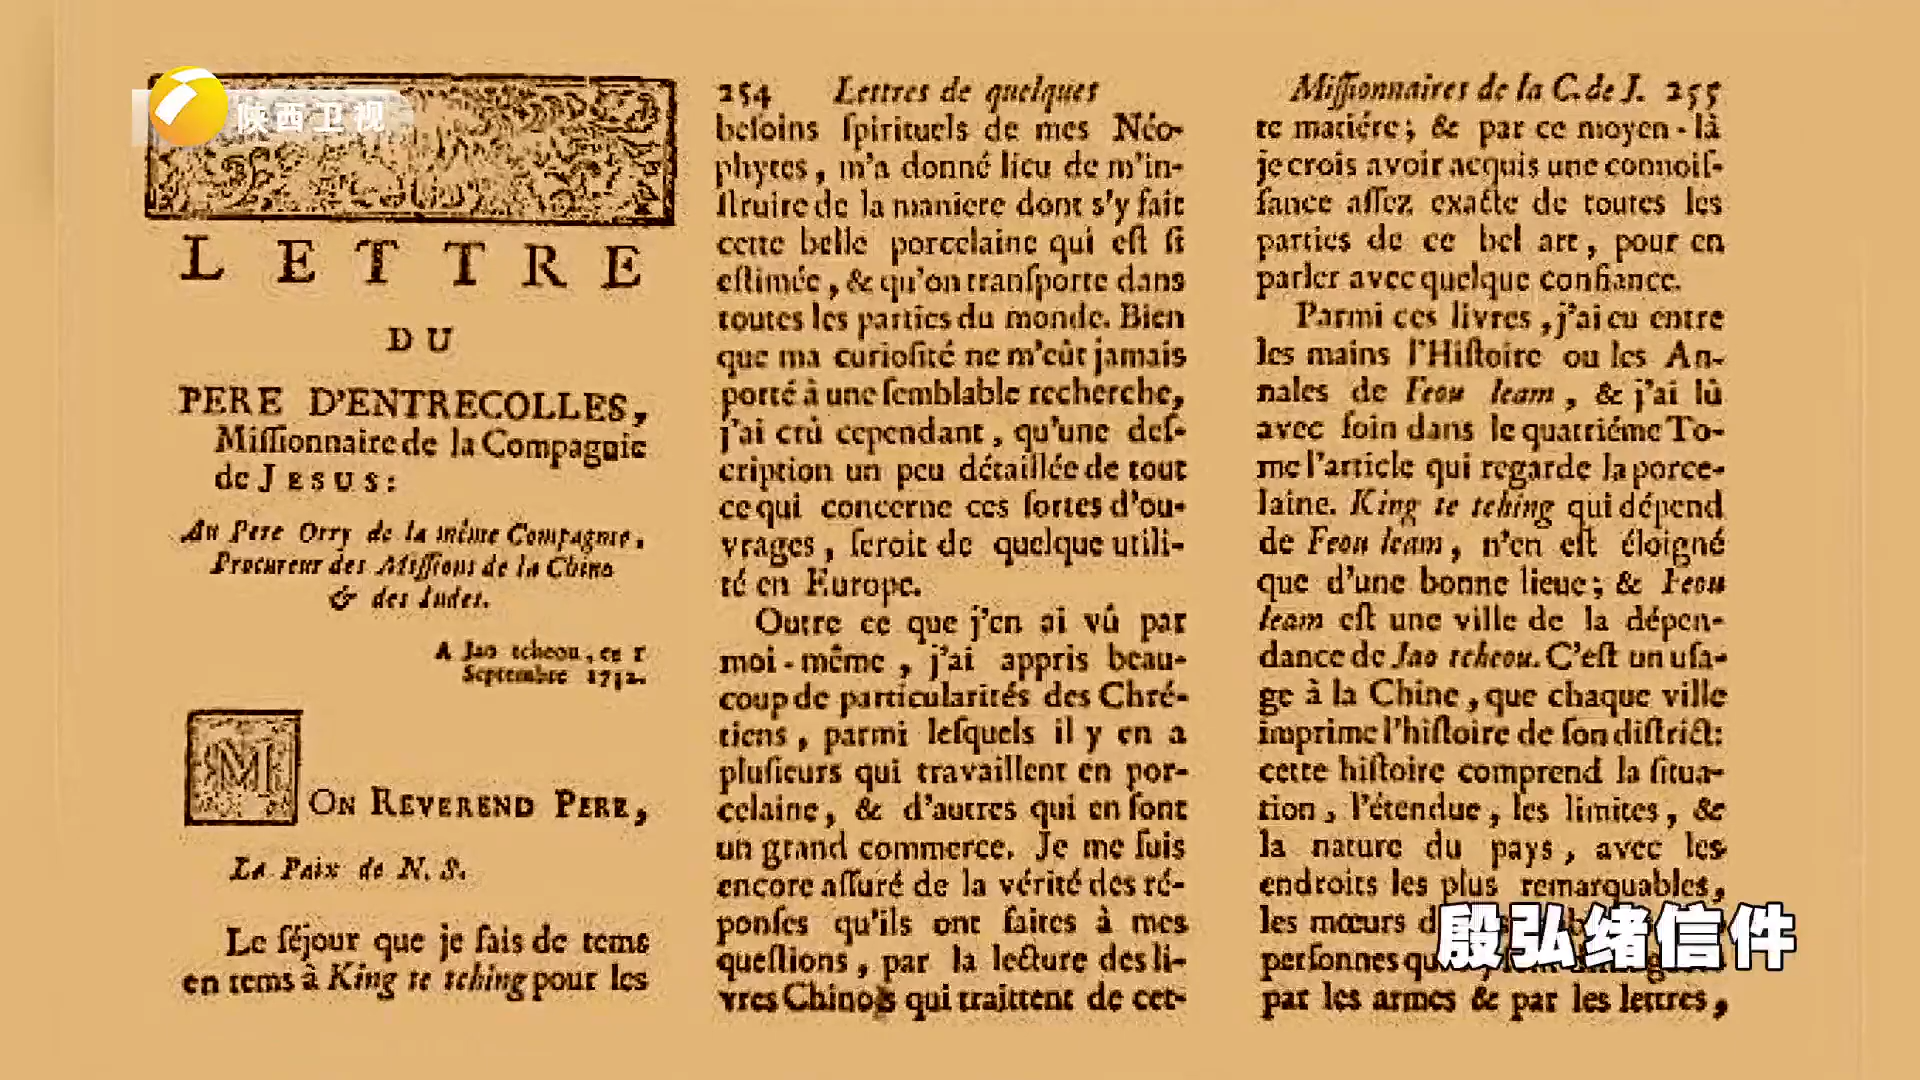 陕西卫视
LETTRE
DU
PERE D'ENTRECOLLES,
Miſſionnaire de la Compagnie
de JESUS:
Au Pere Orry de la même Compagnie,
Procureur des Miſſions de la Chine
& des Indes.
A Jao tcheou, ce 1
Septembre 1712.
MON REVEREND PERE,
La Paix de N. S.
Le ſéjour que je fais de tems
en tems à King te tching pour les
254 Lettres de quelques
beſoins ſpirituels de mes Néo-
phytes, m'a donné lieu de m'in-
ſtruire de la maniere dont s'y fait
cette belle porcelaine qui eſt ſi
eſtimée, & qu'on tranſporte dans
toutes les parties du monde. Bien
que ma curioſité ne m'eût jamais
porté à une ſemblable recherche,
j'ai crû cependant, qu'une deſ-
cription un peu détaillée de tout
ce qui concerne ces ſortes d'ou-
vrages, ſeroit de quelque utili-
té en Europe.
Outre ce que j'en ai vû par
moi-même, j'ai appris beau-
coup de particularités des Chré-
tiens, parmi leſquels il y en a
pluſieurs qui travaillent en por-
celaine, & d'autres qui en font
un grand commerce. Je me ſuis
encore aſſuré de la vérité des ré-
ponſes qu'ils ont faites à mes
queſtions, par la lecture des li-
vres Chinois qui traittent de cet-
Miſſionnaires de la C. de J. 255
te matiére; & par ce moyen-là
je crois avoir acquis une connoiſ-
ſance aſſez exacte de toutes les
parties de ce bel art, pour en
parler avec quelque confiance.
Parmi ces livres, j'ai eu entre
les mains l'Hiſtoire ou les An-
nales de Feou leam, & j'ai lû
avec ſoin dans le quatriéme To-
me l'article qui regarde la porce-
laine. King te tching qui dépend
de Feou leam, n'en eſt éloigné
que d'une bonne lieue; & Feou
leam eſt une ville de la dépen-
dance de Jao tcheou. C'eſt un uſa-
ge à la Chine, que chaque ville
imprime l'hiſtoire de ſon diſtrict:
cette hiſtoire comprend la ſitua-
tion, l'étendue, les limites, &
la nature du pays, avec les
endroits les plus remarquables,
les mœurs
perſonnes
par les armes & par les lettres,
殷弘绪信件